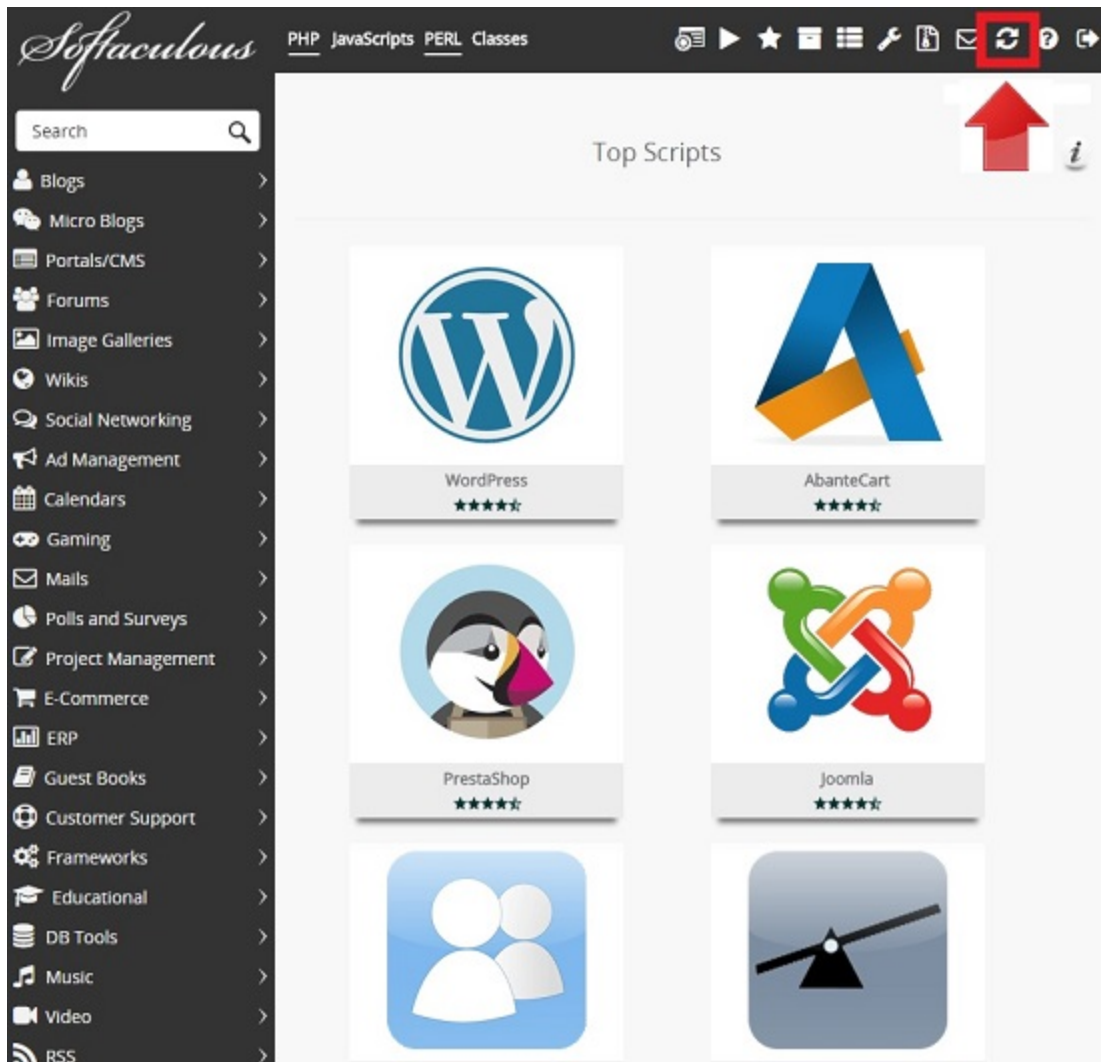 Softaculous
PHP JavaScripts PERL Classes
Search
Blogs
Micro Blogs
Portals/CMS
Forums
Image Galleries
Wikis
Social Networking
Ad Management
Calendars
Gaming
Mails
Polls and Surveys
Project Management
E-Commerce
ERP
Guest Books
Customer Support
Frameworks
Educational
DB Tools
Music
Video
RSS
Top Scripts
i
WordPress
AbanteCart
PrestaShop
Joomla